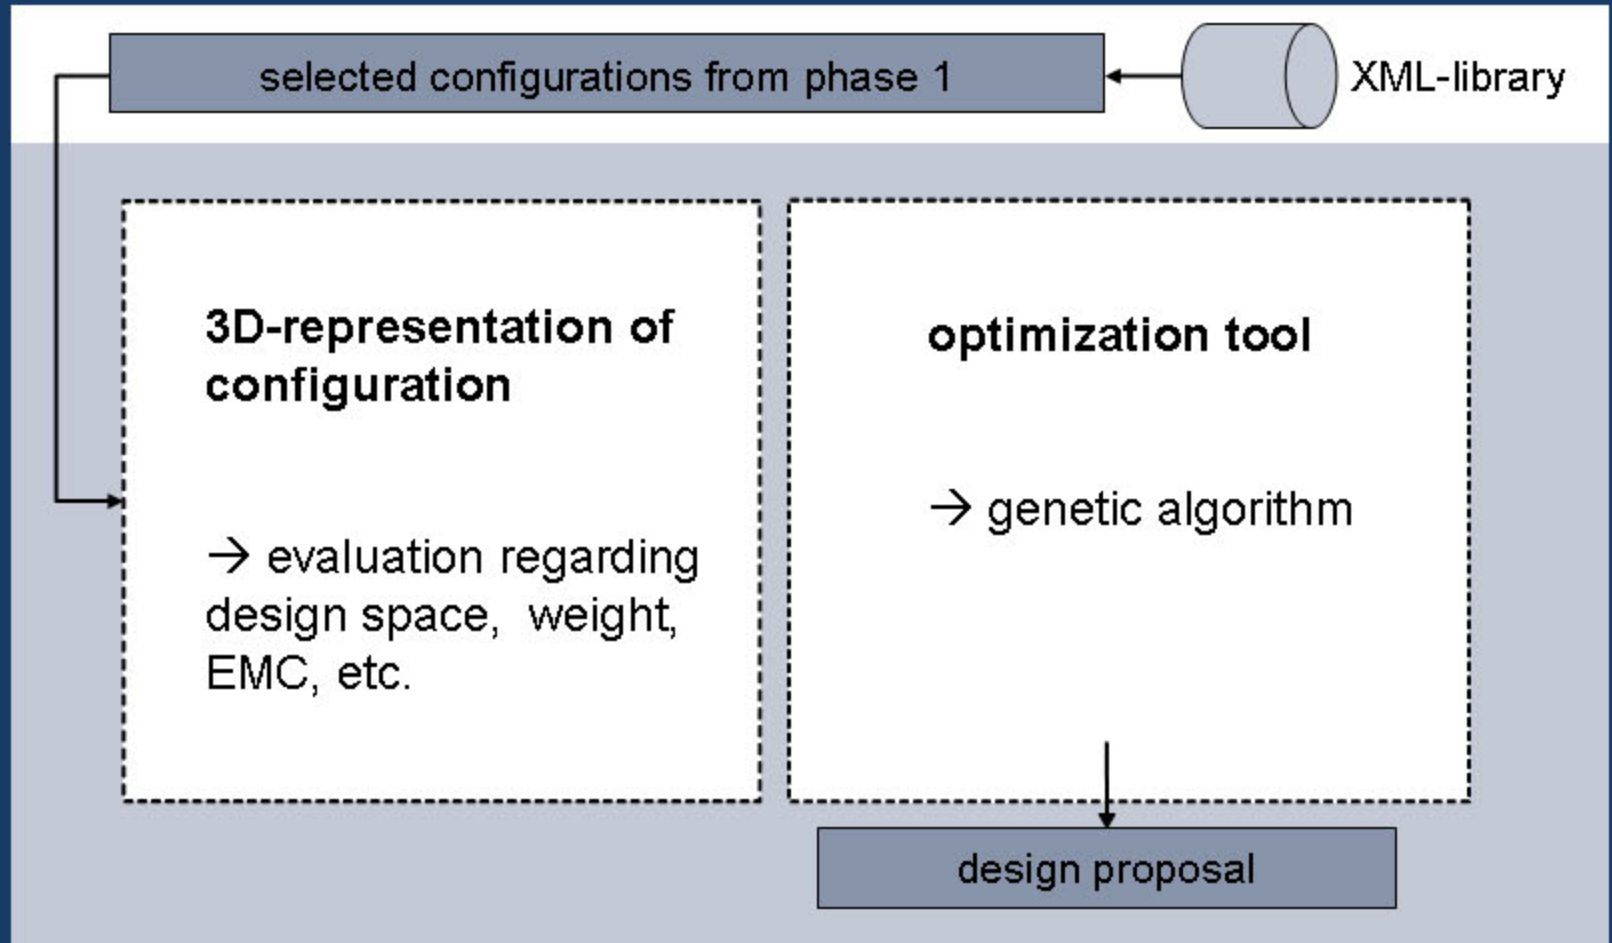 selected configurations from phase 1
XML-library
3D-representation of
configuration
→ evaluation regarding
design space, weight,
EMC, etc.
optimization tool
→ genetic algorithm
design proposal